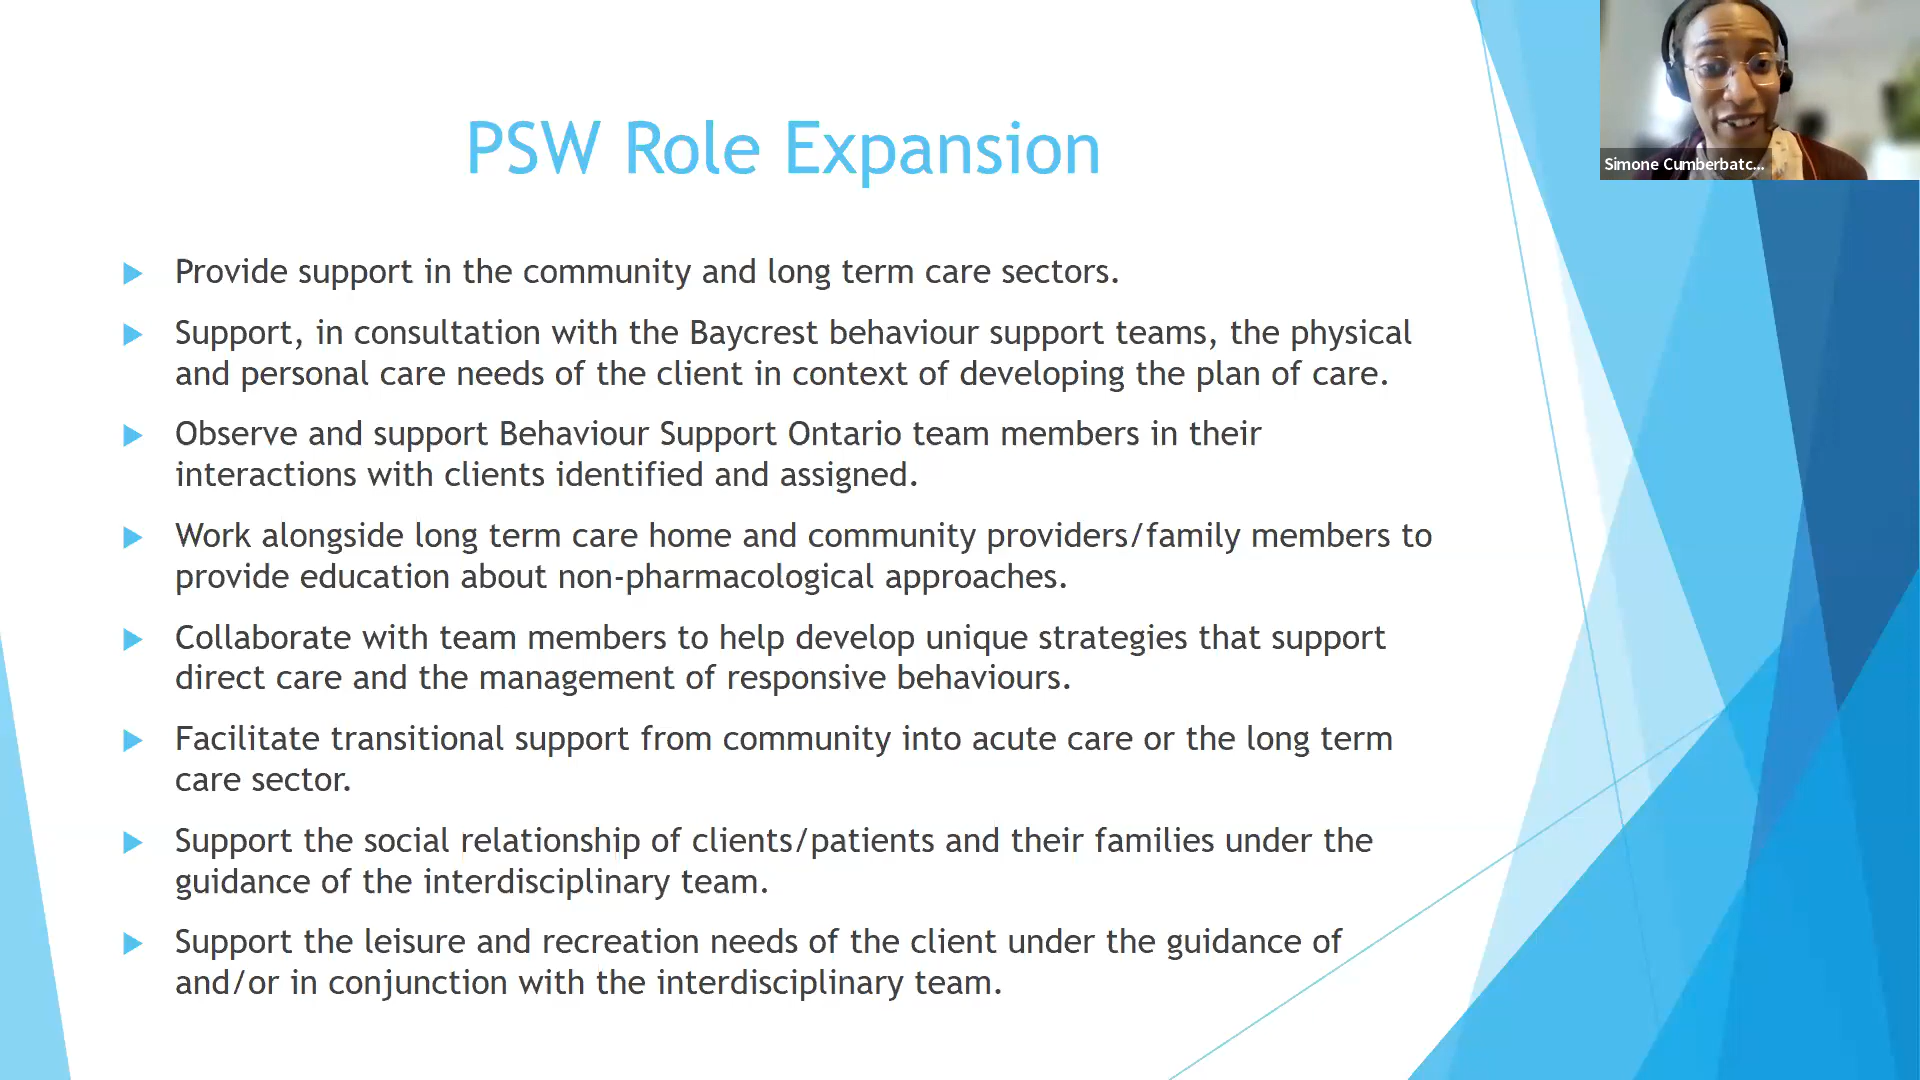 PSW Role Expansion
Simone Cumberbatc...
Provide support in the community and long term care sectors.
Support, in consultation with the Baycrest behaviour support teams, the physical
and personal care needs of the client in context of developing the plan of care.
Observe and support Behaviour Support Ontario team members in their
interactions with clients identified and assigned.
Work alongside long term care home and community providers/family members to
provide education about non-pharmacological approaches.
Collaborate with team members to help develop unique strategies that support
direct care and the management of responsive behaviours.
Facilitate transitional support from community into acute care or the long term
care sector.
Support the social relationship of clients/patients and their families under the
guidance of the interdisciplinary team.
Support the leisure and recreation needs of the client under the guidance of
and/or in conjunction with the interdisciplinary team.